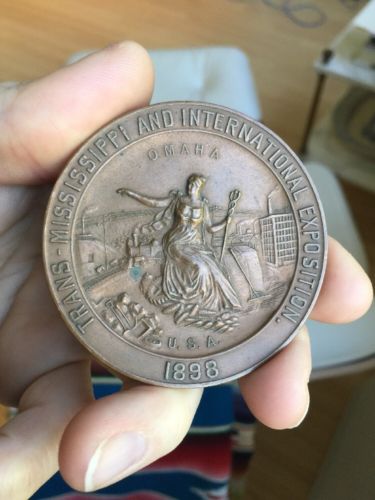 TRANS-MISSISSIPPI AND INTERNATIONAL EXPOSITION.
OMAHA
U.S.A.
1898